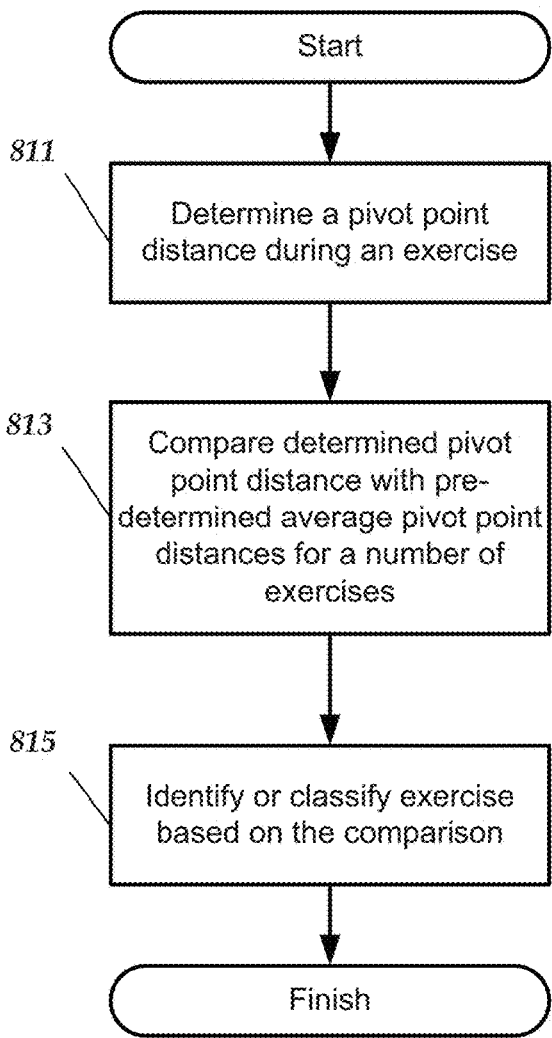 Start
811
Determine a pivot point
distance during an exercise
813
Compare determined pivot
point distance with pre-
determined average pivot point
distances for a number of
exercises
815
Identify or classify exercise
based on the comparison
Finish